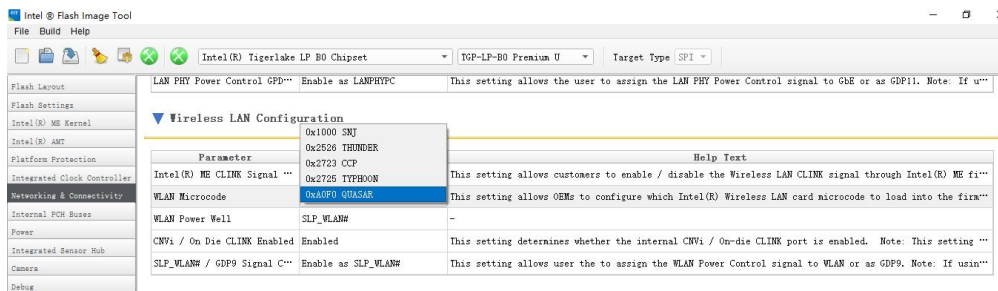 Intel ® Flash Image Tool
File Build Help
Intel(R) Tigerlake LP B0 Chipset TGP-LP-B0 Premium U Target Type SPI
Flash Layout
Flash Settings
Intel(R) ME Kernel
Intel(R) AMT
Platform Protection
Integrated Clock Controller
Networking & Connectivity
Internal PCH Buses
Power
Integrated Sensor Hub
Camera
Debug
LAN PHY Power Control GPD… Enable as LANPHYPC This setting allows the user to assign the LAN PHY Power Control signal to GbE or as GDP11. Note: If u…
Wireless LAN Configuration
0x1000 SNJ
0x2526 THUNDER
0x2723 CCP
0x2725 TYPHOON
0xA0F0 QUASAR
Parameter Help Text
Intel(R) ME CLINK Signal … This setting allows customers to enable / disable the Wireless LAN CLINK signal through Intel(R) ME fi…
WLAN Microcode This setting allows OEMs to configure which Intel(R) Wireless LAN card microcode to load into the firm…
WLAN Power Well SLP_WLAN# -
CNVi / On Die CLINK Enabled Enabled This setting determines whether the internal CNVi / On-die CLINK port is enabled. Note: This setting …
SLP_WLAN# / GDP9 Signal C… Enable as SLP_WLAN# This setting allows user the to assign the WLAN Power Control signal to WLAN or as GDP9. Note: If usin…